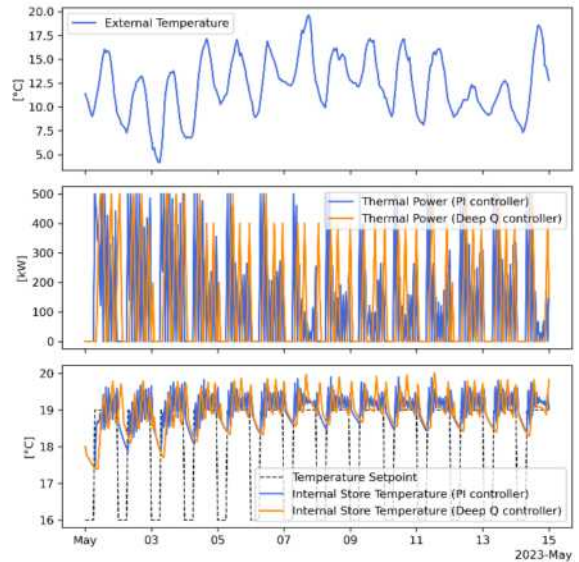 External Temperature
20.0
17.5
15.0
12.5
10.0
7.5
5.0
[°C]
Thermal Power (PI controller)
Thermal Power (Deep Q controller)
500
400
300
200
100
0
[kW]
20
19
18
17
16
[°C]
Temperature Setpoint
Internal Store Temperature (PI controller)
Internal Store Temperature (Deep Q controller)
May 03 05 07 09 11 13 15
2023-May